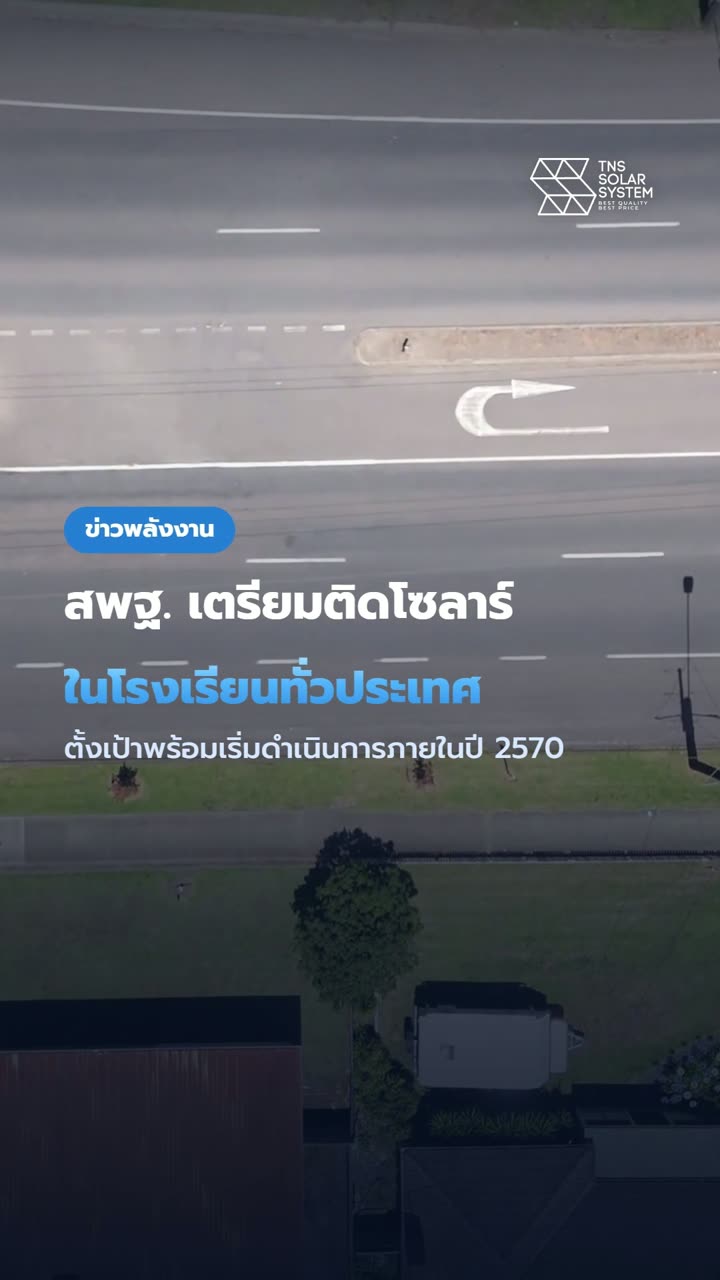 TNS
SOLAR
SYSTEM
BEST QUALITY
BEST PRICE
ข่าวพลังงาน
สพฐ. เตรียมติดโซลาร์
ในโรงเรียนทั่วประเทศ
ตั้งเป้าพร้อมเริ่มดำเนินการภายในปี 2570